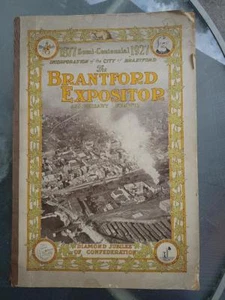 1877 Semi-Centennial 1927
INCORPORATION of the CITY of BRANTFORD
The
BRANTFORD
EXPOSITOR
DIAMOND JUBILEE
OF CONFEDERATION